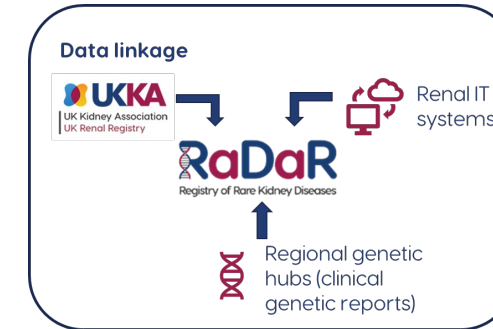 Data linkage
UKKA
UK Kidney Association
UK Renal Registry
Renal IT
systems
RaDaR
Registry of Rare Kidney Diseases
Regional genetic
hubs (clinical
genetic reports)